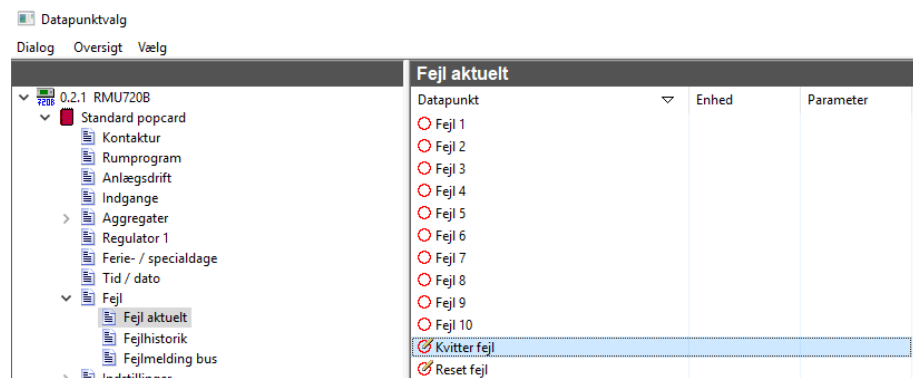 Datapunktvalg
Dialog Oversigt Vælg
Fejl aktuelt
0.2.1 RMU720B
Standard popcard
Kontaktur
Rumprogram
Anlægsdrift
Indgange
Aggregater
Regulator 1
Ferie- / specialdage
Tid / dato
Fejl
Fejl aktuelt
Fejlhistorik
Fejlmelding bus
Indstillinger
Datapunkt Enhed Parameter
Fejl 1
Fejl 2
Fejl 3
Fejl 4
Fejl 5
Fejl 6
Fejl 7
Fejl 8
Fejl 9
Fejl 10
Kvitter fejl
Reset fejl